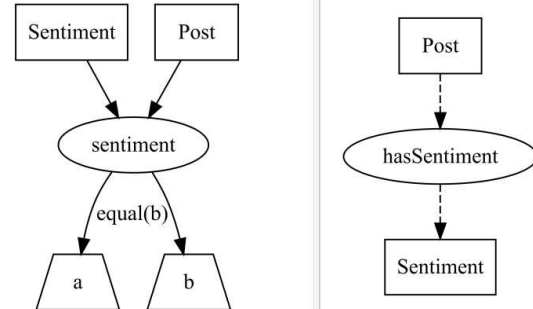 Sentiment
Post
sentiment
equal(b)
a
b
Post
hasSentiment
Sentiment